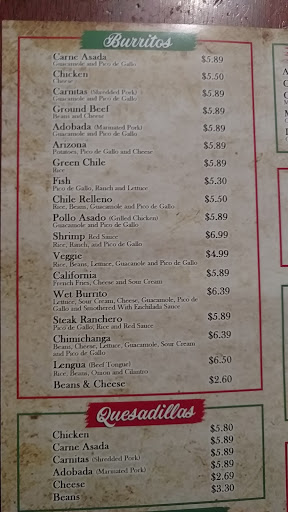 Burritos
Carne Asada $5.89
Guacamole and Pico de Gallo
Chicken $5.50
Cheese
Carnitas (Shredded Pork) $5.89
Guacamole and Pico de Gallo
Ground Beef $5.89
Beans and Cheese
Adobada (Marinated Pork) $5.89
Guacamole and Pico de Gallo
Arizona $5.89
Potatoes, Pico de Gallo and Cheese
Green Chile $5.89
Rice
Fish $5.30
Pico de Gallo, Ranch and Lettuce
Chile Relleno $5.50
Rice, Beans, Guacamole and Pico de Gallo
Pollo Asado (Grilled Chicken) $5.89
Guacamole and Pico de Gallo
Shrimp Red Sauce $6.99
Rice, Ranch, and Pico de Gallo
Veggie $4.99
Rice, Beans, Lettuce, Guacamole and Pico de Gallo
California $5.89
French Fries, Cheese and Sour Cream
Wet Burrito $6.39
Lettuce, Sour Cream, Cheese, Guacamole, Pico de
Gallo and Smothered With Enchilada Sauce
Steak Ranchero $5.89
Pico de Gallo, Rice and Red Sauce
Chimichanga $6.39
Beans, Cheese, Lettuce, Guacamole, Sour Cream
and Pico de Gallo
Lengua (Beef Tongue) $6.50
Rice, Beans, Onion and Cilantro
Beans & Cheese $2.60
Quesadillas
Chicken $5.80
Carne Asada $5.89
Carnitas (Shredded Pork) $5.89
Adobada (Marinated Pork) $5.89
Cheese $2.69
Beans $3.30